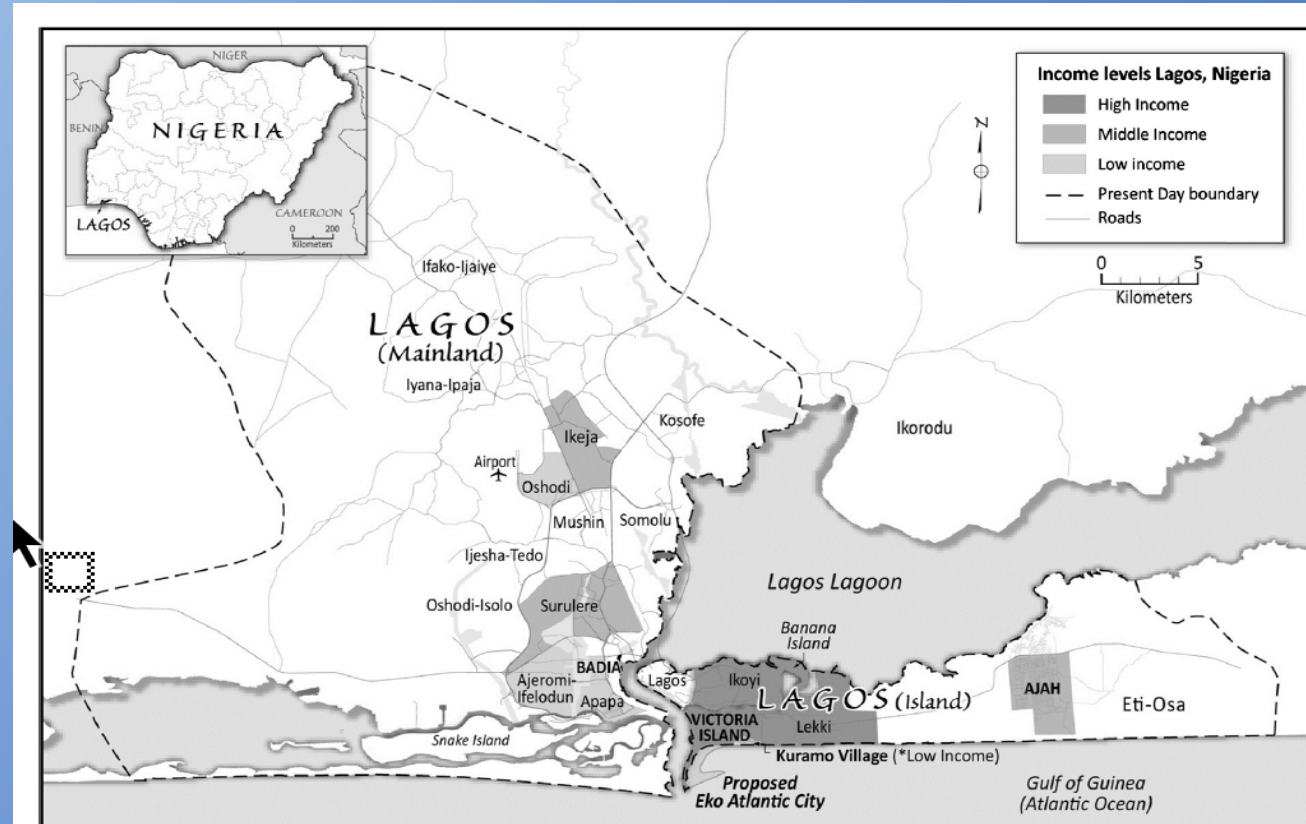 NIGER
BENIN
NIGERIA
CAMEROON
LAGOS
0 200
Kilometers
Income levels Lagos, Nigeria
High Income
Middle Income
Low income
Present Day boundary
Roads
N
0 5
Kilometers
Ifako-Ijaiye
LAGOS
(Mainland)
Iyana-Ipaja
Ikeja
Kosofe
Ikorodu
Airport
Oshodi
Mushin
Somolu
Ijesha-Tedo
Lagos Lagoon
Oshodi-Isolo
Surulere
Banana
Island
BADIA
Lagos
Ikoyi
Ajeromi-
Ifelodun
Apapa
LAGOS (Island)
AJAH
Eti-Osa
VICTORIA
ISLAND
Lekki
Snake Island
Kuramo Village (*Low Income)
Proposed
Eko Atlantic City
Gulf of Guinea
(Atlantic Ocean)